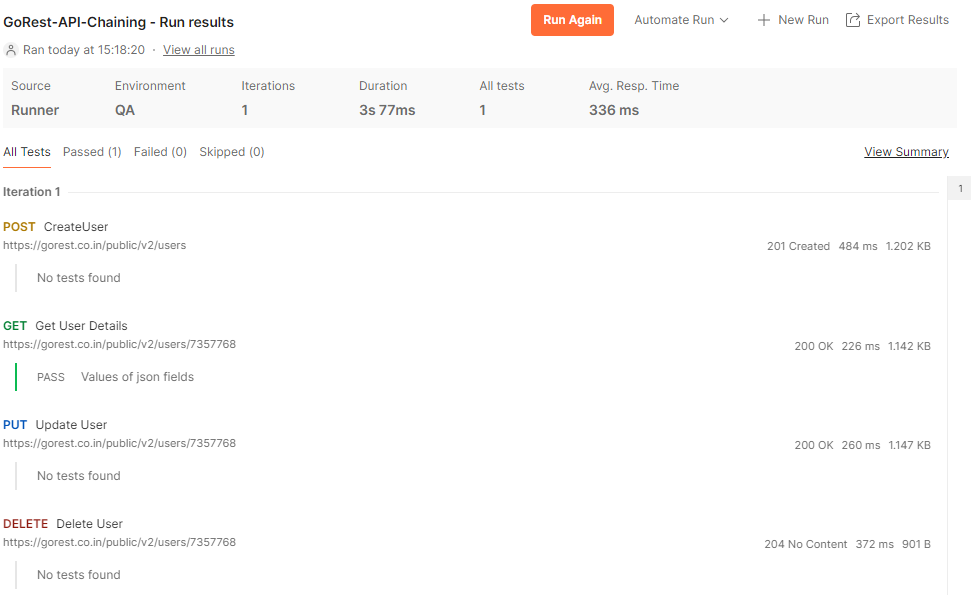 GoRest-API-Chaining - Run results
Run Again
Automate Run
New Run
Export Results
Ran today at 15:18:20 · View all runs
Source Environment Iterations Duration All tests Avg. Resp. Time
Runner QA 1 3s 77ms 1 336 ms
All Tests Passed (1) Failed (0) Skipped (0) View Summary
Iteration 1
1
POST CreateUser
https://gorest.co.in/public/v2/users
201 Created 484 ms 1.202 KB
No tests found
GET Get User Details
https://gorest.co.in/public/v2/users/7357768
200 OK 226 ms 1.142 KB
PASS Values of json fields
PUT Update User
https://gorest.co.in/public/v2/users/7357768
200 OK 260 ms 1.147 KB
No tests found
DELETE Delete User
https://gorest.co.in/public/v2/users/7357768
204 No Content 372 ms 901 B
No tests found